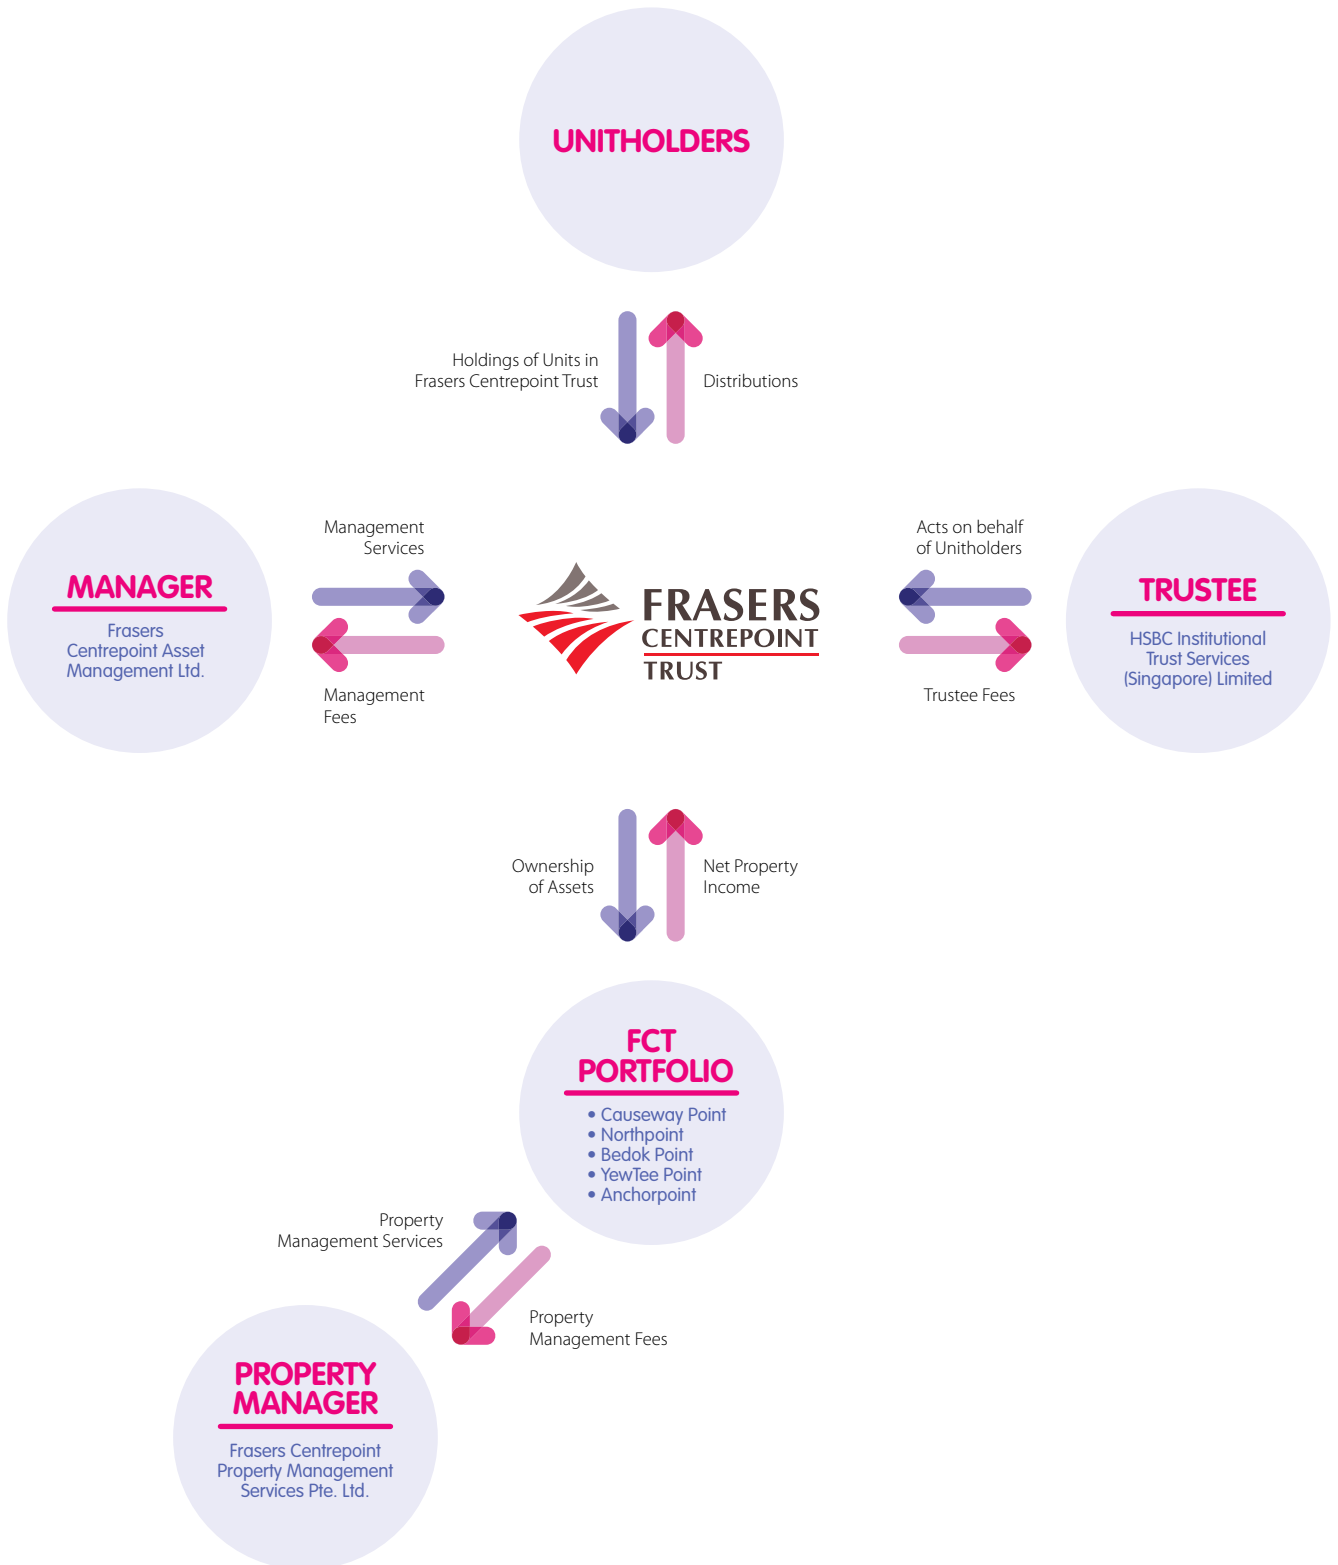 UNITHOLDERS
Holdings of Units in
Frasers Centrepoint Trust
Distributions
Management
Services
Acts on behalf
of Unitholders
MANAGER
Frasers
Centrepoint Asset
Management Ltd.
FRASERS
CENTREPOINT
TRUST
TRUSTEE
HSBC Institutional
Trust Services
(Singapore) Limited
Management
Fees
Trustee Fees
Ownership
of Assets
Net Property
Income
FCT
PORTFOLIO
• Causeway Point
• Northpoint
• Bedok Point
• YewTee Point
• Anchorpoint
Property
Management Services
Property
Management Fees
PROPERTY
MANAGER
Frasers Centrepoint
Property Management
Services Pte. Ltd.